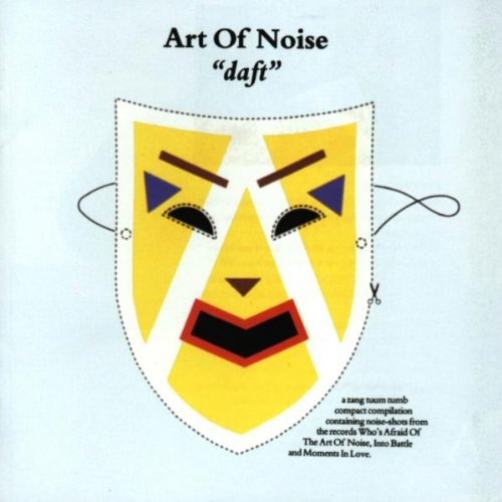 Art Of Noise
“daft”
a zang tuum tumb
compact compilation
containing noise-shots from
the records Who's Afraid Of
The Art Of Noise, Into Battle
and Moments In Love.